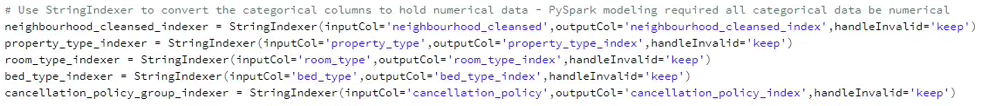 # Use StringIndexer to convert the categorical columns to hold numerical data - PySpark modeling required all categorical data be numerical
neighbourhood_cleansed_indexer = StringIndexer(inputCol='neighbourhood_cleansed',outputCol='neighbourhood_cleansed_index',handleInvalid='keep')
property_type_indexer = StringIndexer(inputCol='property_type',outputCol='property_type_index',handleInvalid='keep')
room_type_indexer = StringIndexer(inputCol='room_type',outputCol='room_type_index',handleInvalid='keep')
bed_type_indexer = StringIndexer(inputCol='bed_type',outputCol='bed_type_index',handleInvalid='keep')
cancellation_policy_group_indexer = StringIndexer(inputCol='cancellation_policy',outputCol='cancellation_policy_index',handleInvalid='keep')